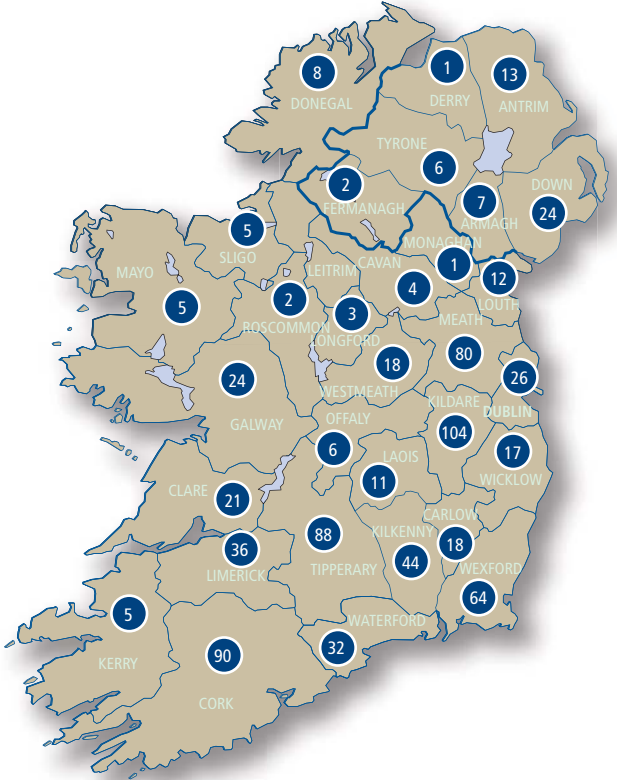 8
DONEGAL
1
DERRY
13
ANTRIM
TYRONE
6
2
FERMANAGH
7
ARMAGH
DOWN
24
5
SLIGO
MONAGHAN
1
MAYO
5
LEITRIM
CAVAN
4
12
LOUTH
2
ROSCOMMON
3
LONGFORD
MEATH
80
18
WESTMEATH
26
DUBLIN
24
GALWAY
KILDARE
104
OFFALY
6
LAOIS
11
17
WICKLOW
CLARE
21
88
TIPPERARY
KILKENNY
44
CARLOW
18
36
LIMERICK
WEXFORD
64
5
KERRY
WATERFORD
32
90
CORK